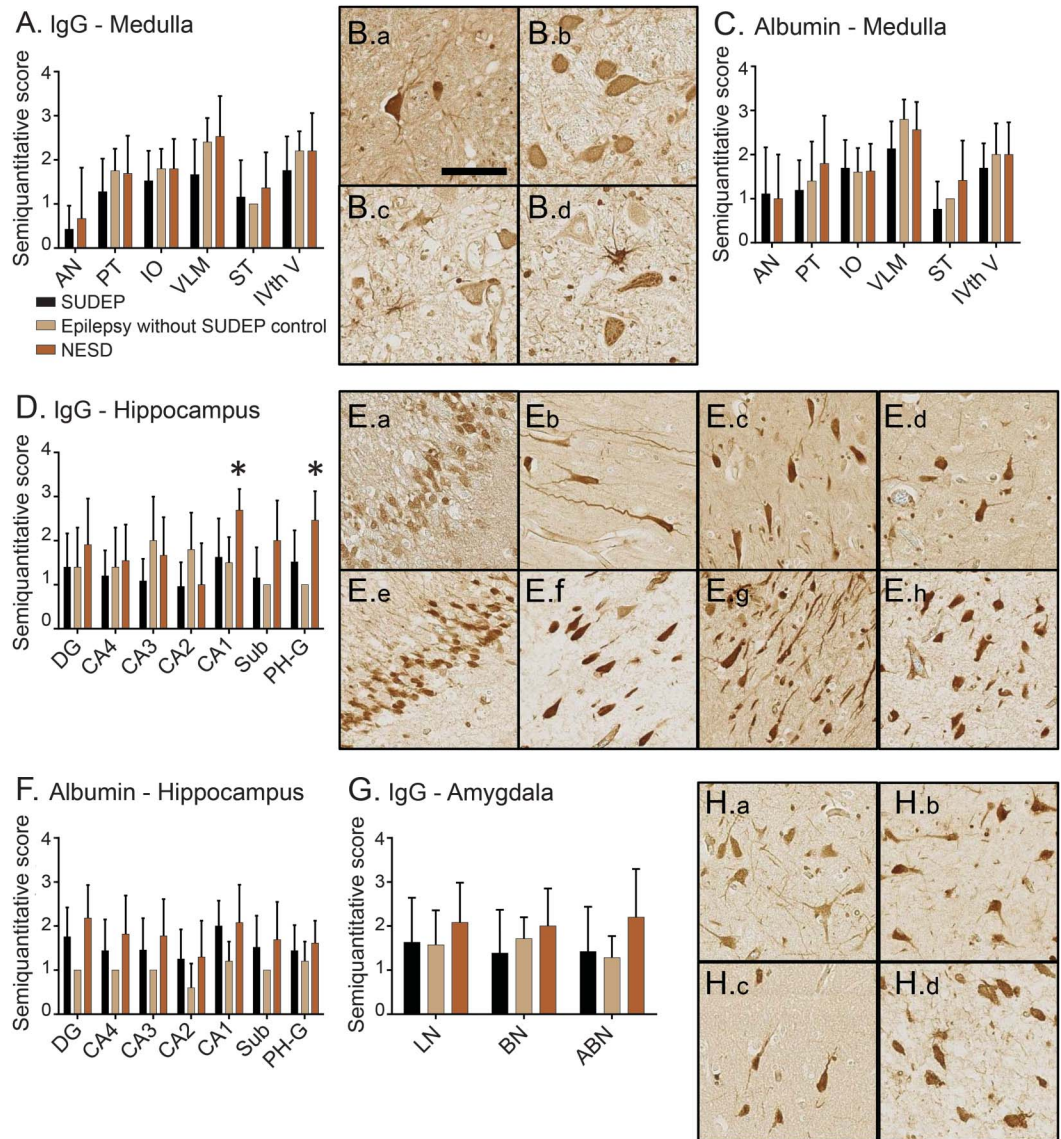 A. IgG - Medulla
Semiquantitative score
4
3
2
1
0
AN PT IO VLM ST IVth V
SUDEP
Epilepsy without SUDEP control
NESD
B.a
B.b
B.c
B.d
C. Albumin - Medulla
Semiquantitative score
4
3
2
1
0
AN PT IO VLM ST IVth V
D. IgG - Hippocampus
Semiquantitative score
4
3
2
1
0
* *
DG CA4 CA3 CA2 CA1 Sub PH-G
E.a
Eb
E.c
E.d
E.e
E.f
E.g
E.h
F. Albumin - Hippocampus
Semiquantitative score
4
3
2
1
0
DG CA4 CA3 CA2 CA1 Sub PH-G
G. IgG - Amygdala
Semiquantitative score
4
3
2
1
0
LN BN ABN
H.a
H.b
H.c
H.d